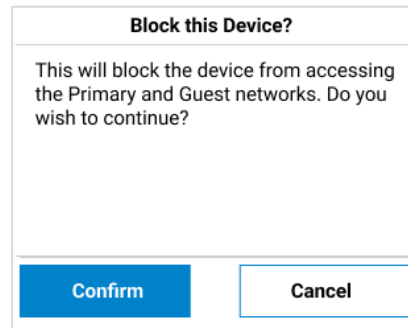 Block this Device?
This will block the device from accessing
the Primary and Guest networks. Do you
wish to continue?
Confirm
Cancel